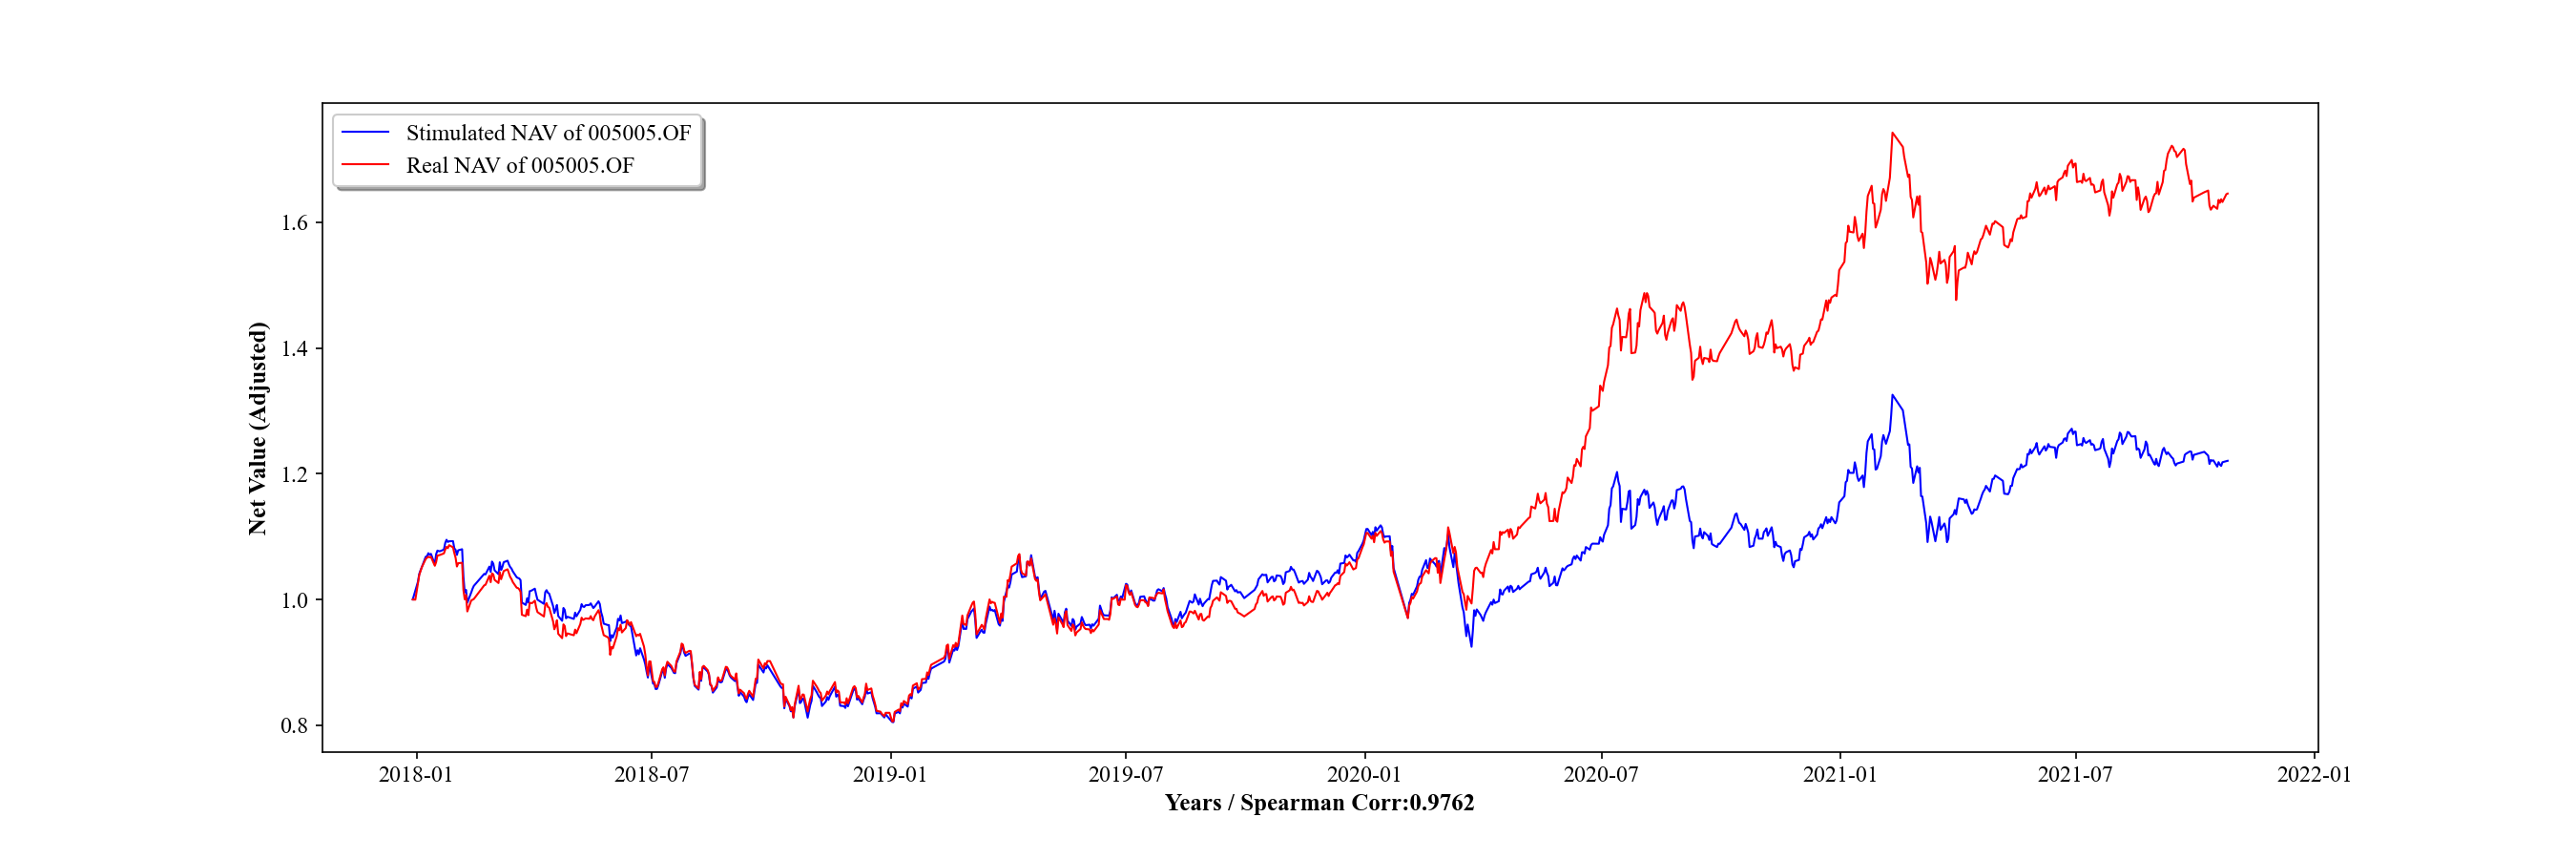 Stimulated NAV of 005005.OF
Real NAV of 005005.OF
Net Value (Adjusted)
1.6
1.4
1.2
1.0
0.8
2018-01 2018-07 2019-01 2019-07 2020-01 2020-07 2021-01 2021-07 2022-01
Years / Spearman Corr:0.9762